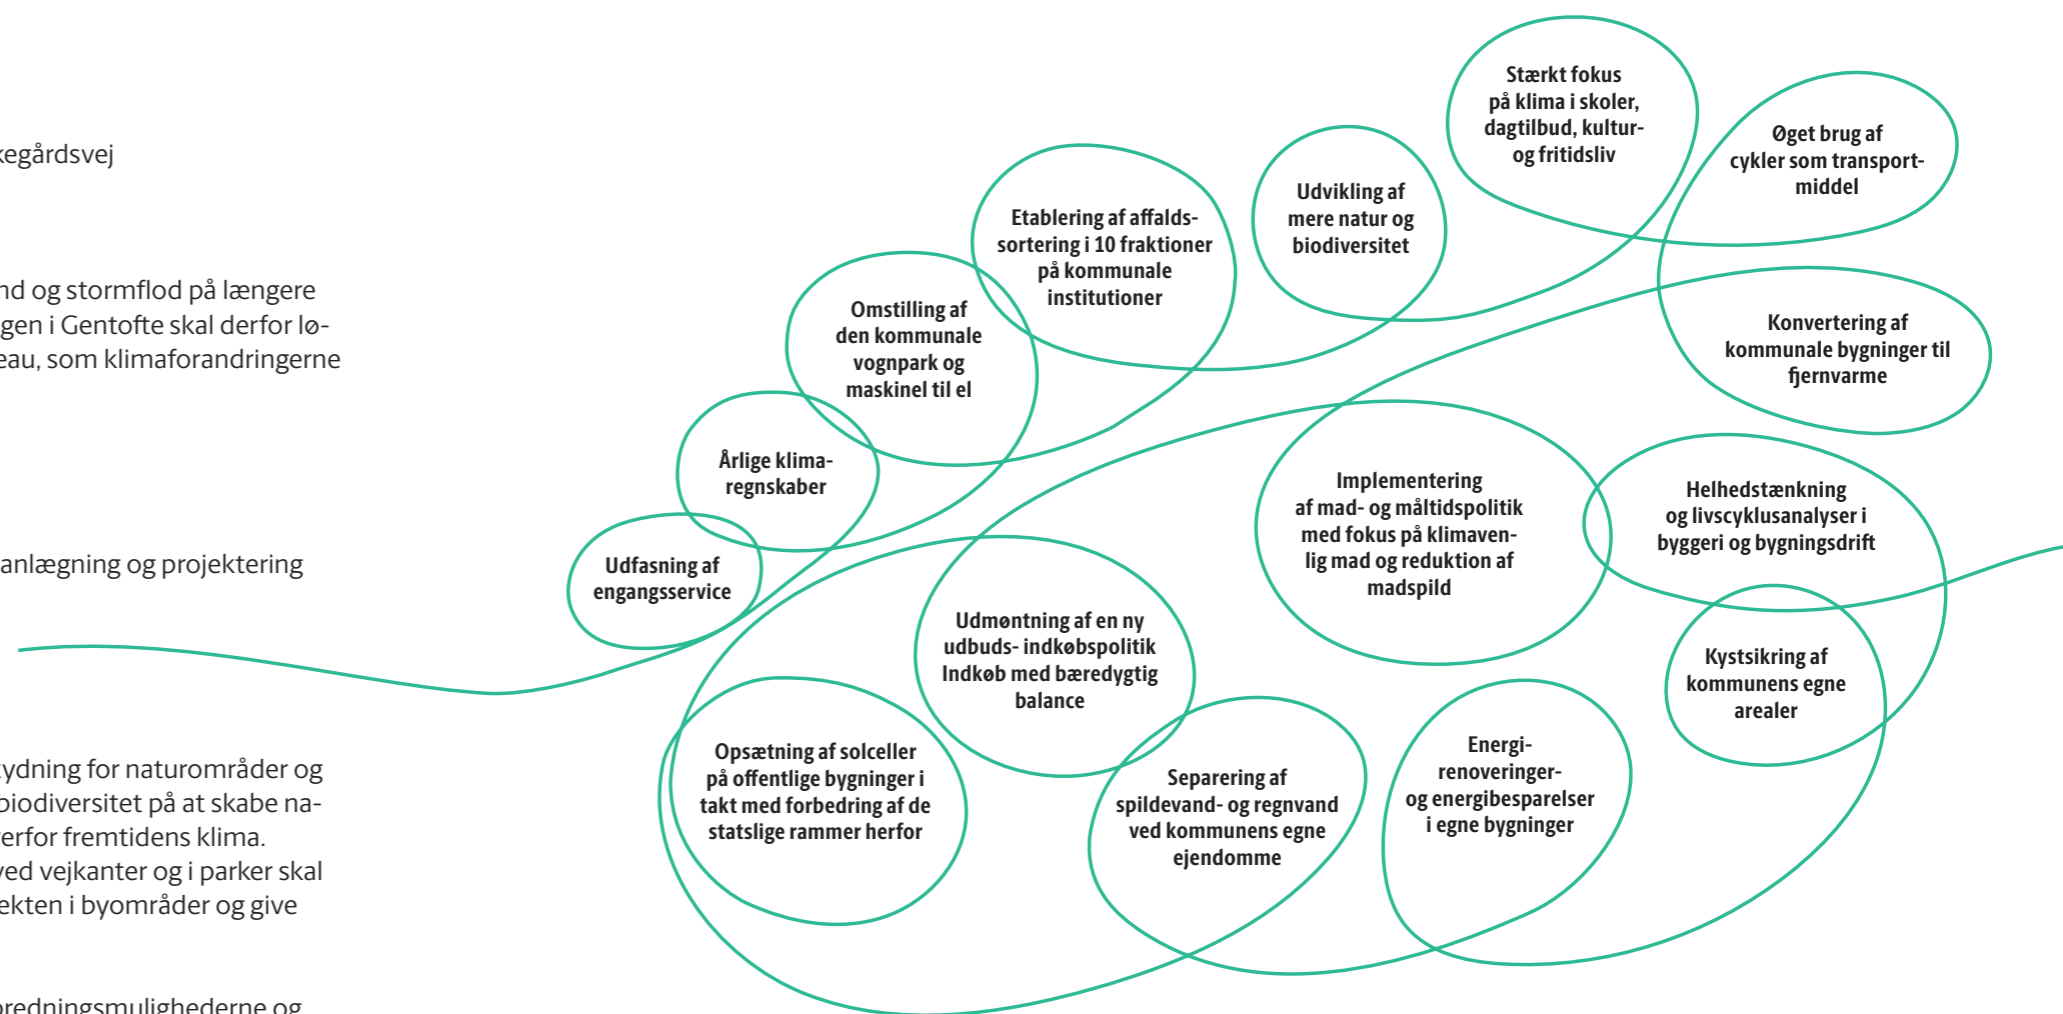 kegårdsvej
nd og stormflod på længere
gen i Gentofte skal derfor lø-
eau, som klimaforandringerne
anlægning og projektering
tydning for naturområder og
biodiversitet på at skabe na-
erfor fremtidens klima.
ved vejkanter og i parker skal
ekten i byområder og give
oredningsmulighederne og
Udfasning af
engangsservice
Årlige klima-
regnskaber
Omstilling af
den kommunale
vognpark og
maskinel til el
Etablering af affalds-
sortering i 10 fraktioner
på kommunale
institutioner
Udvikling af
mere natur og
biodiversitet
Stærkt fokus
på klima i skoler,
dagtilbud, kultur-
og fritidsliv
Øget brug af
cykler som transport-
middel
Konvertering af
kommunale bygninger til
fjernvarme
Implementering
af mad- og måltidspolitik
med fokus på klimaven-
lig mad og reduktion af
madspild
Helhedstænkning
og livscyklusanalyser i
byggeri og bygningsdrift
Udmøntning af en ny
udbuds- indkøbspolitik
Indkøb med bæredygtig
balance
Kystsikring af
kommunens egne
arealer
Opsætning af solceller
på offentlige bygninger i
takt med forbedring af de
statslige rammer herfor
Separering af
spildevand- og regnvand
ved kommunens egne
ejendomme
Energi-
renoveringer-
og energibesparelser
i egne bygninger